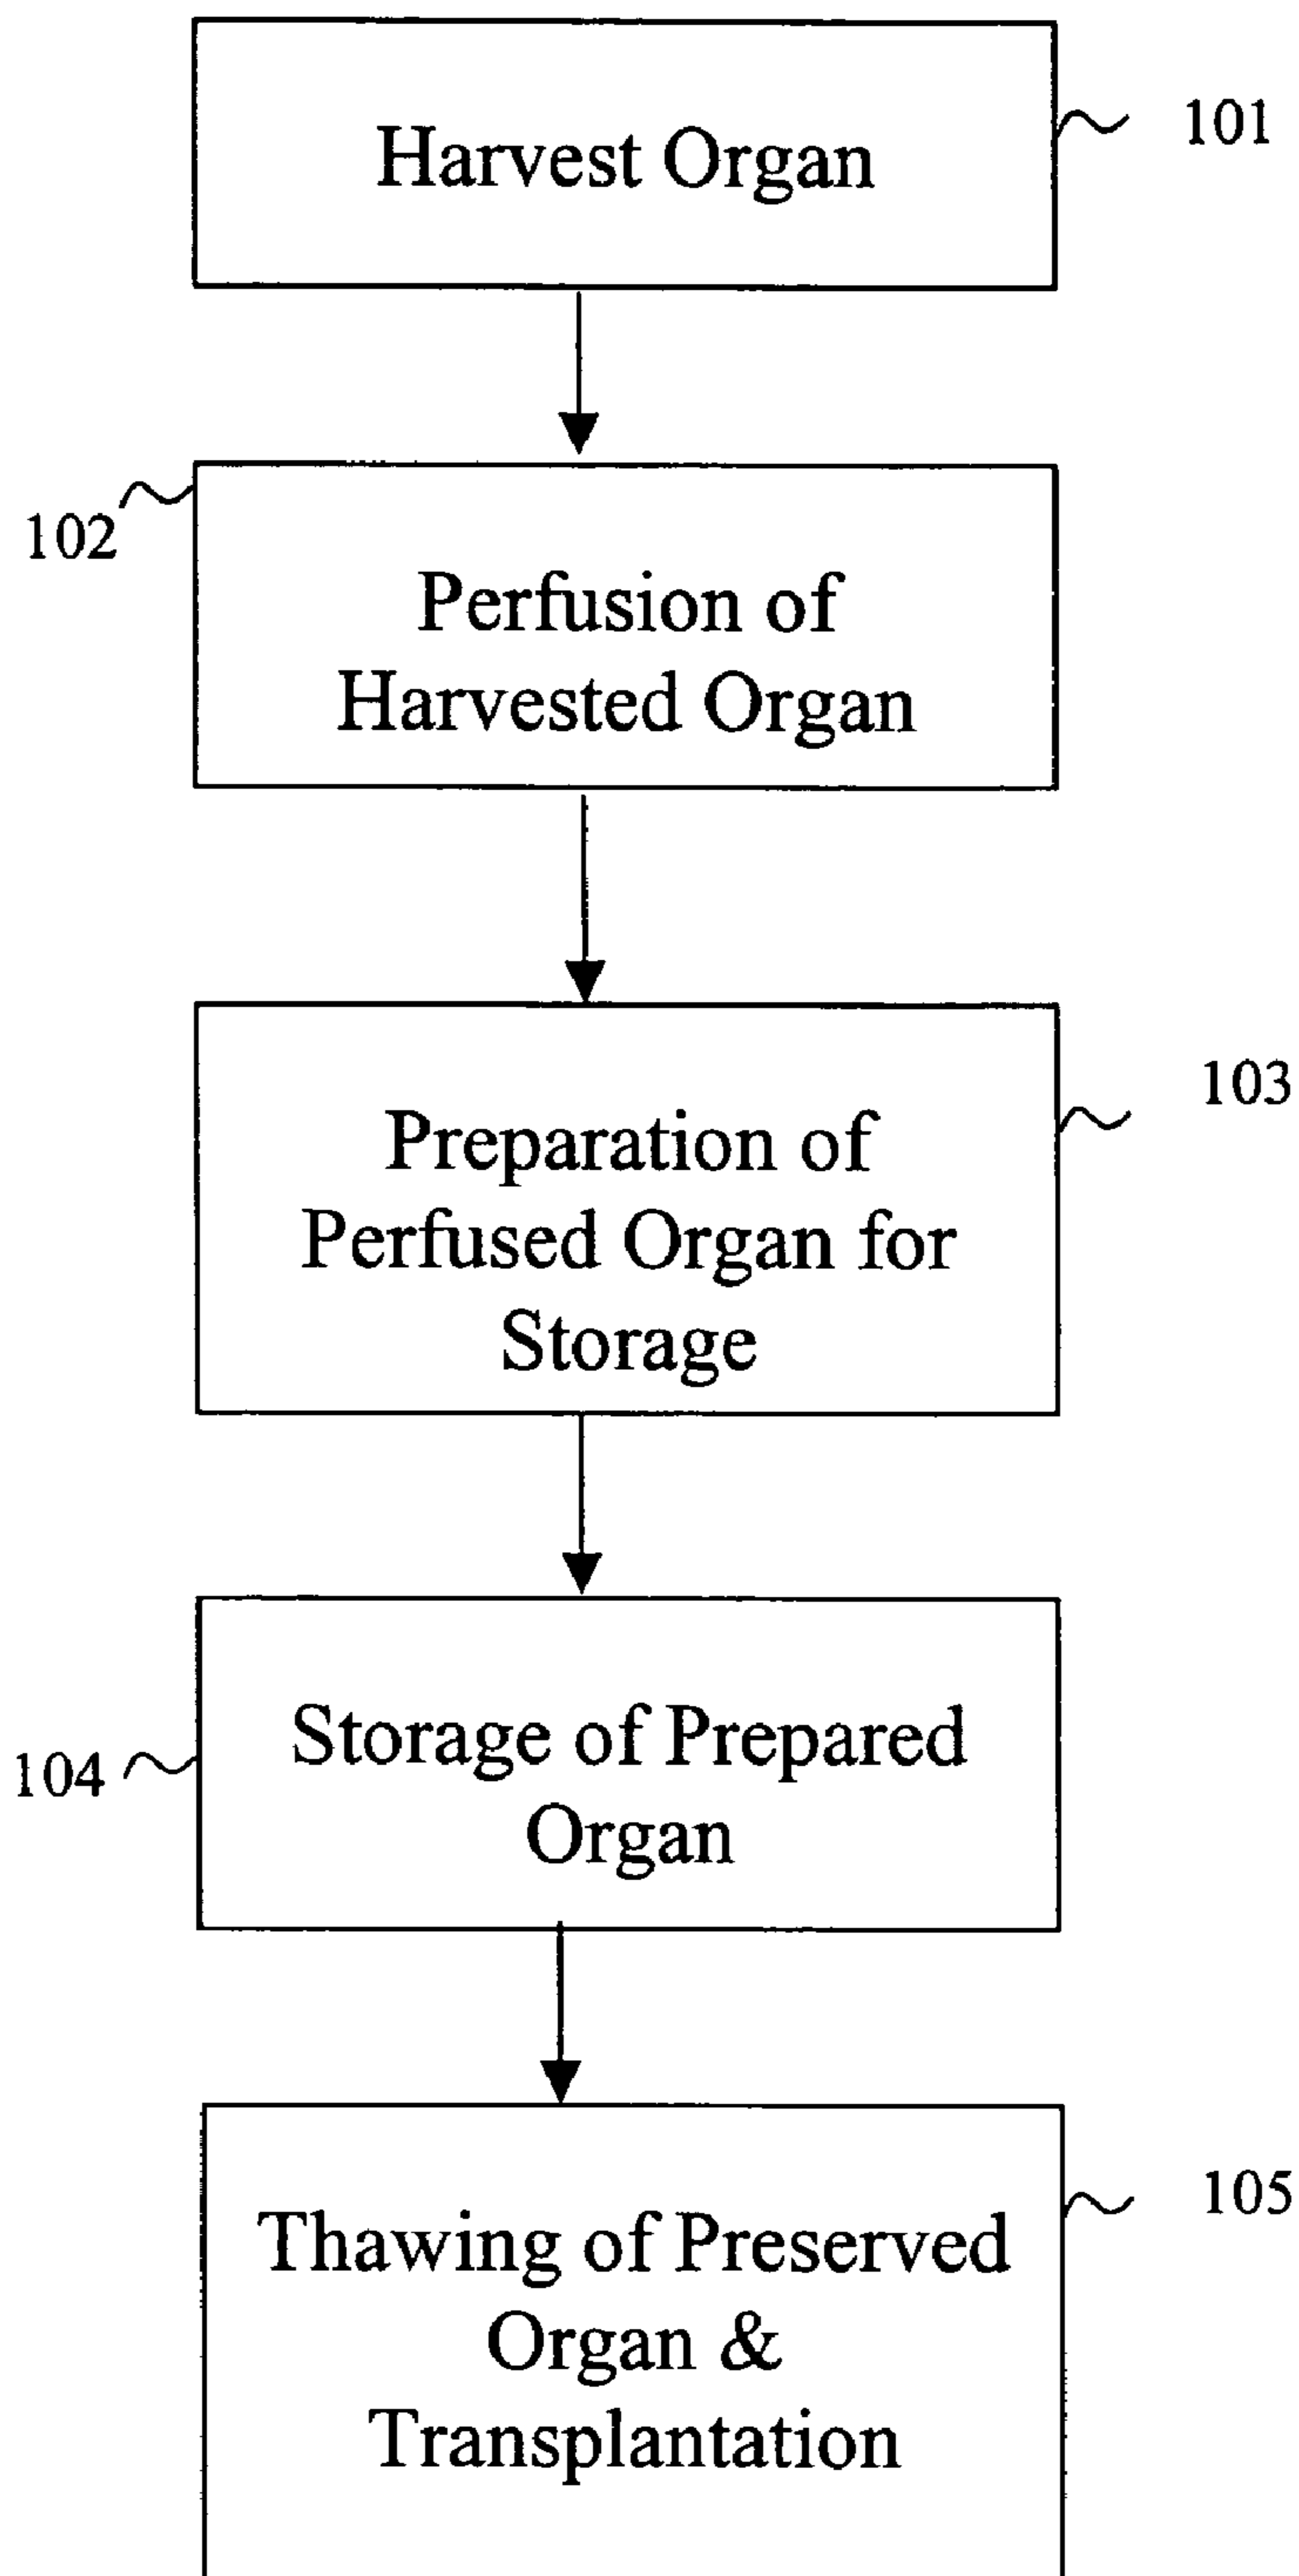 Harvest Organ
101
102
Perfusion of
Harvested Organ
103
Preparation of
Perfused Organ for
Storage
104
Storage of Prepared
Organ
105
Thawing of Preserved
Organ &
Transplantation